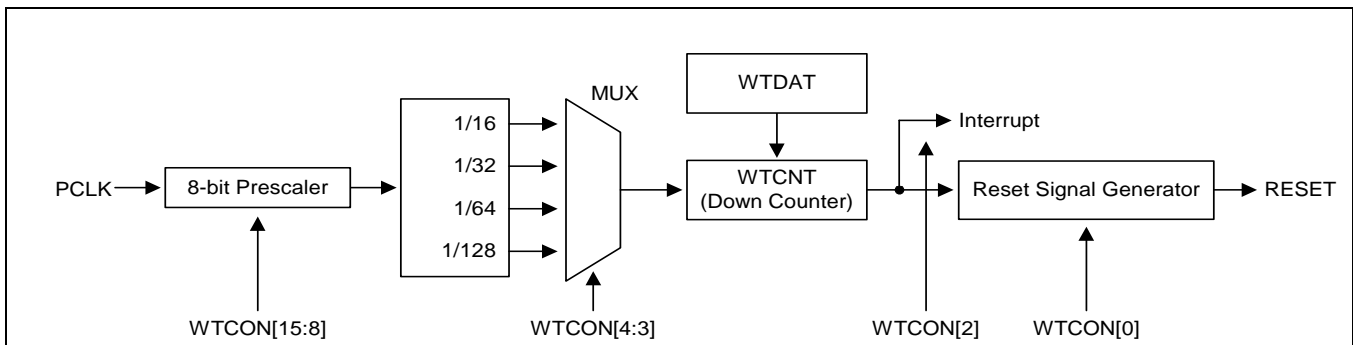 WTDAT
MUX
1/16
Interrupt
1/32
PCLK
8-bit Prescaler
WTCNT
(Down Counter)
Reset Signal Generator
RESET
1/64
1/128
WTCON[15:8]
WTCON[4:3]
WTCON[2]
WTCON[0]